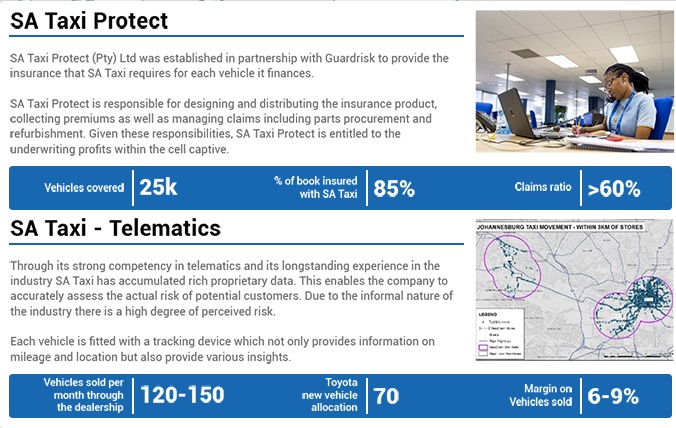 SA Taxi Protect
SA Taxi Protect (Pty) Ltd was established in partnership with Guardrisk to provide the
insurance that SA Taxi requires for each vehicle it finances.
SA Taxi Protect is responsible for designing and distributing the insurance product,
collecting premiums as well as managing claims including parts procurement and
refurbishment. Given these responsibilities, SA Taxi Protect is entitled to the
underwriting profits within the cell captive.
Vehicles covered 25k
% of book insured
with SA Taxi 85%
Claims ratio >60%
SA Taxi - Telematics
Through its strong competency in telematics and its longstanding experience in the
industry SA Taxi has accumulated rich proprietary data. This enables the company to
accurately assess the actual risk of potential customers. Due to the informal nature of
the industry there is a high degree of perceived risk.
Each vehicle is fitted with a tracking device which not only provides information on
mileage and location but also provide various insights.
JOHANNESBURG TAXI MOVEMENT - WITHIN 3KM OF STORES
LEGEND
Vehicles sold per
month through
the dealership 120-150
Toyota
new vehicle
allocation 70
Margin on
Vehicles sold 6-9%